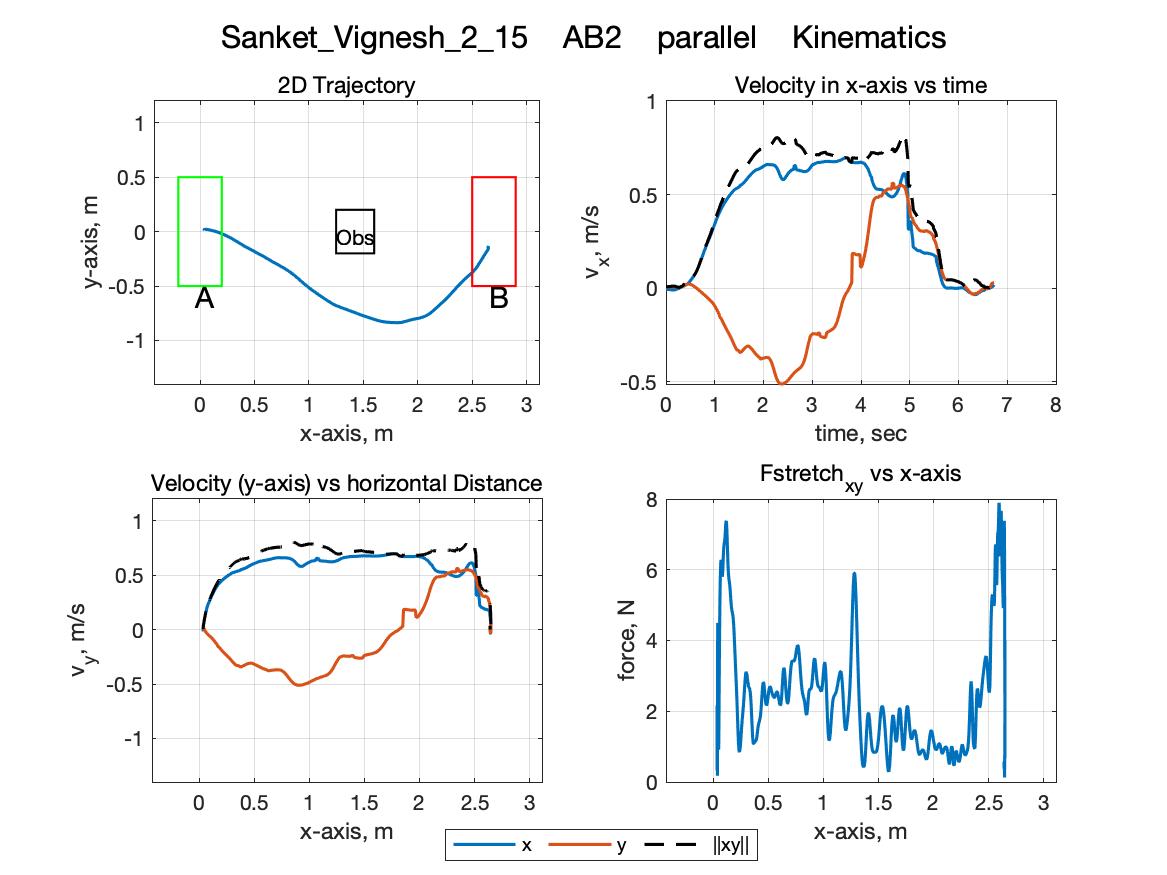 Sanket_Vignesh_2_15 AB2 parallel Kinematics
2D Trajectory
1
0.5
0
-0.5
-1
y-axis, m
Obs
A
B
0 0.5 1 1.5 2 2.5 3
x-axis, m
Velocity in x-axis vs time
1
0.5
0
-0.5
v_x, m/s
0 1 2 3 4 5 6 7 8
time, sec
Velocity (y-axis) vs horizontal Distance
1
0.5
0
-0.5
-1
v_y, m/s
0 0.5 1 1.5 2 2.5 3
x-axis, m
Fstretch_xy vs x-axis
8
6
4
2
0
force, N
0 0.5 1 1.5 2 2.5 3
x-axis, m
x y ||xy||